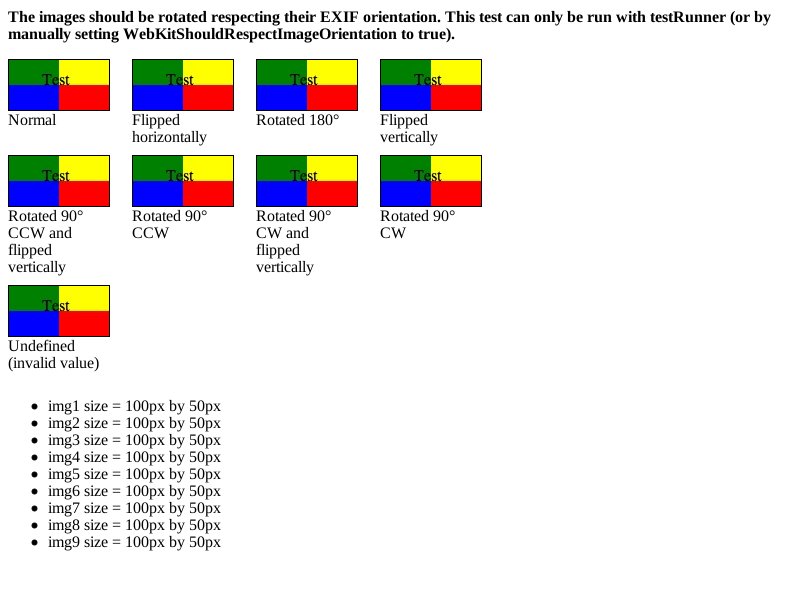 The images should be rotated respecting their EXIF orientation. This test can only be run with testRunner (or by
manually setting WebKitShouldRespectImageOrientation to true).
Test
Test
Test
Test
Normal
Flipped
horizontally
Rotated 180°
Flipped
vertically
Test
Test
Test
Test
Rotated 90°
CCW and
flipped
vertically
Rotated 90°
CCW
Rotated 90°
CW and
flipped
vertically
Rotated 90°
CW
Test
Undefined
(invalid value)
• img1 size = 100px by 50px
• img2 size = 100px by 50px
• img3 size = 100px by 50px
• img4 size = 100px by 50px
• img5 size = 100px by 50px
• img6 size = 100px by 50px
• img7 size = 100px by 50px
• img8 size = 100px by 50px
• img9 size = 100px by 50px